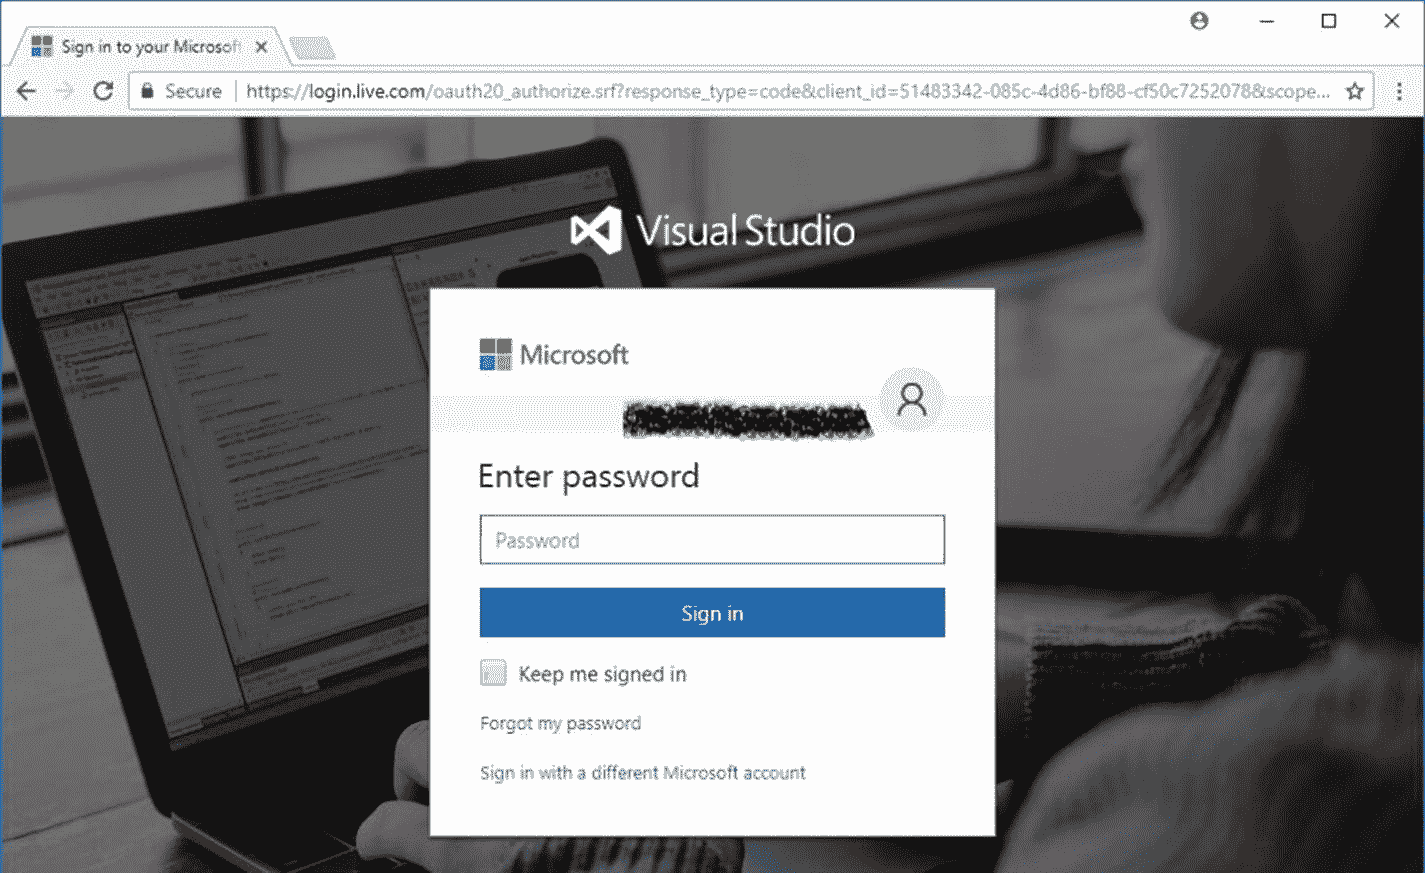 Sign in to your Microsoft
Secure
https://login.live.com/oauth20_authorize.srf?response_type=code&client_id=51483342-085c-4d86-bf88-cf50c7252078&scope...
Visual Studio
Microsoft
Enter password
Password
Sign in
Keep me signed in
Forgot my password
Sign in with a different Microsoft account